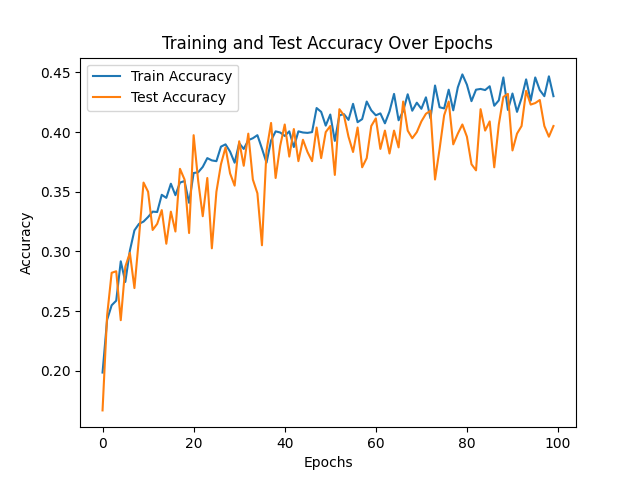 Training and Test Accuracy Over Epochs
Train Accuracy
Test Accuracy
0.45
0.40
0.35
0.30
0.25
0.20
Accuracy
0
20
40
60
80
100
Epochs